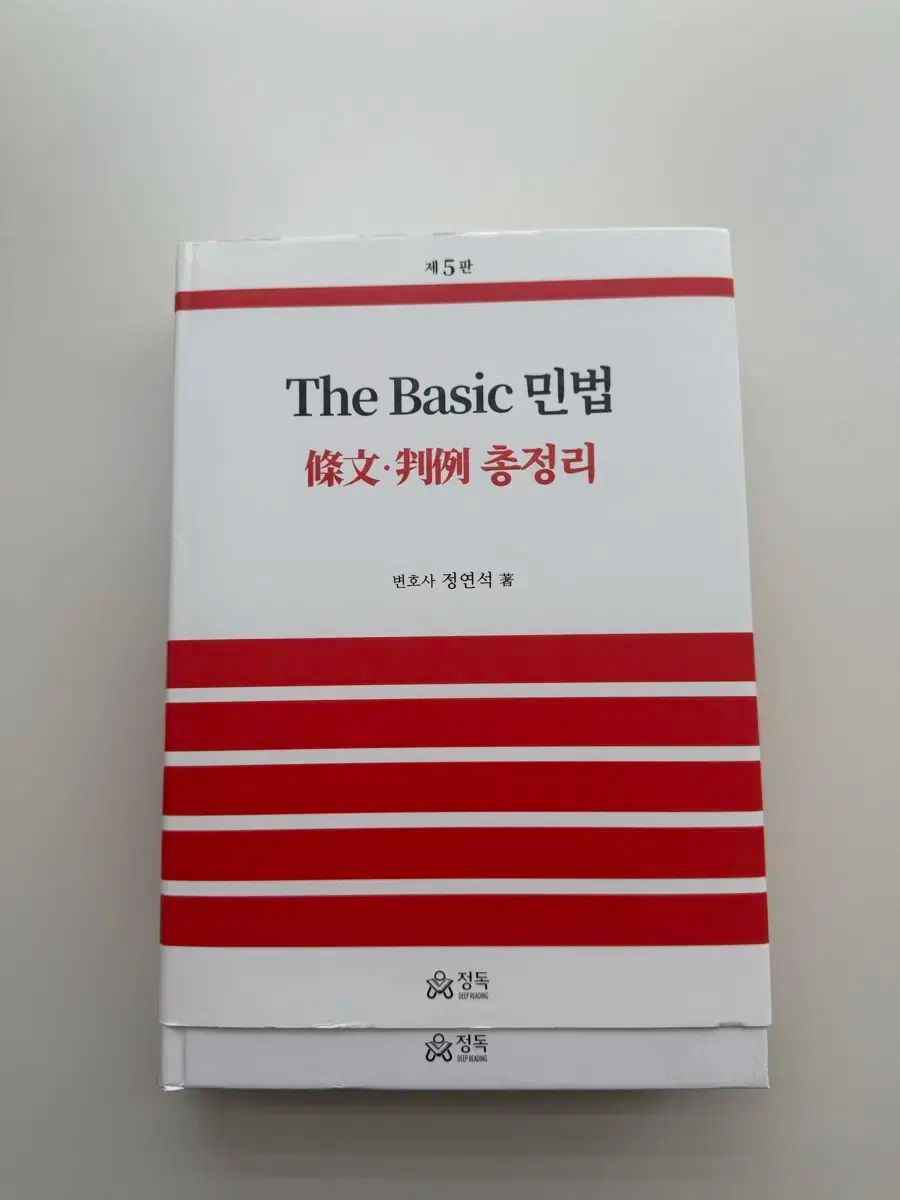 제5판
The Basic 민법
條文·判例 총정리
변호사 정연석 著
정독
DEEP READING
정독
DEEP READING